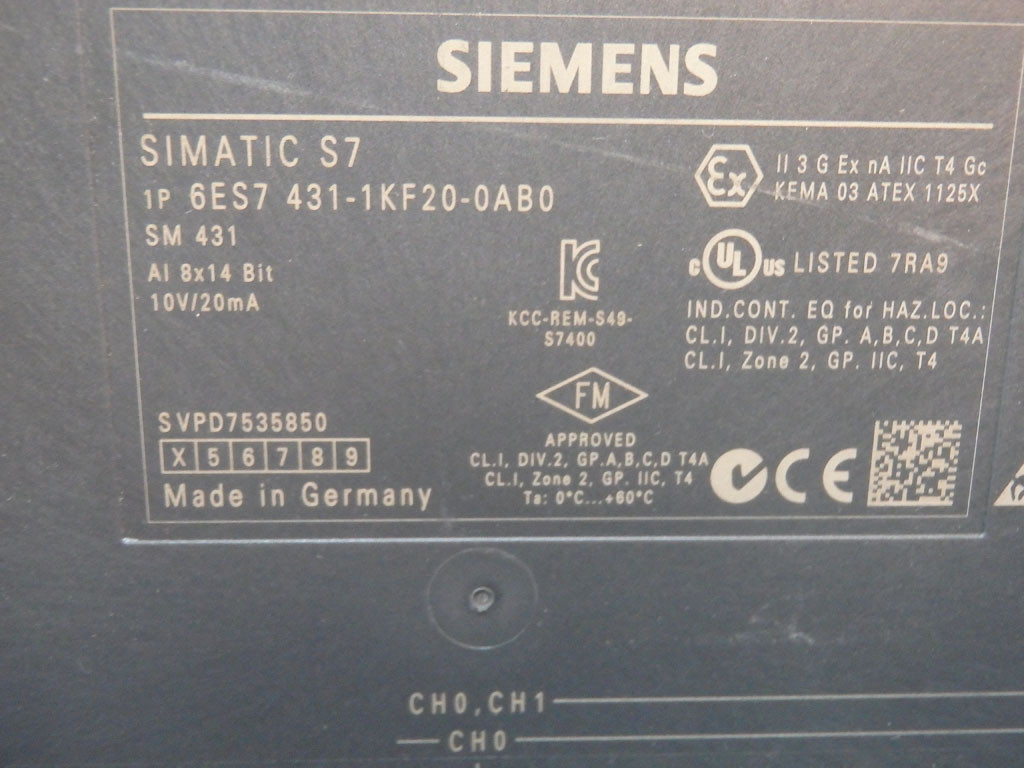 SIEMENS
SIMATIC S7
1P 6ES7 431-1KF20-0AB0
SM 431
AI 8x14 Bit
10V/20mA
Ex II 3 G Ex nA IIC T4 Gc
KEMA 03 ATEX 1125X
c UL US LISTED 7RA9
IND.CONT. EQ for HAZ.LOC.:
CL.I, DIV.2, GP. A,B,C,D T4A
CL.I, Zone 2, GP. IIC, T4
KCC-REM-S49-
S7400
FM
APPROVED
CL.I, DIV.2, GP.A,B,C,D T4A
CL.I, Zone 2, GP. IIC, T4
Ta: 0°C...+60°C
SVPD7535850
X 5 6 7 8 9
Made in Germany
CE
CH0,CH1
CH0